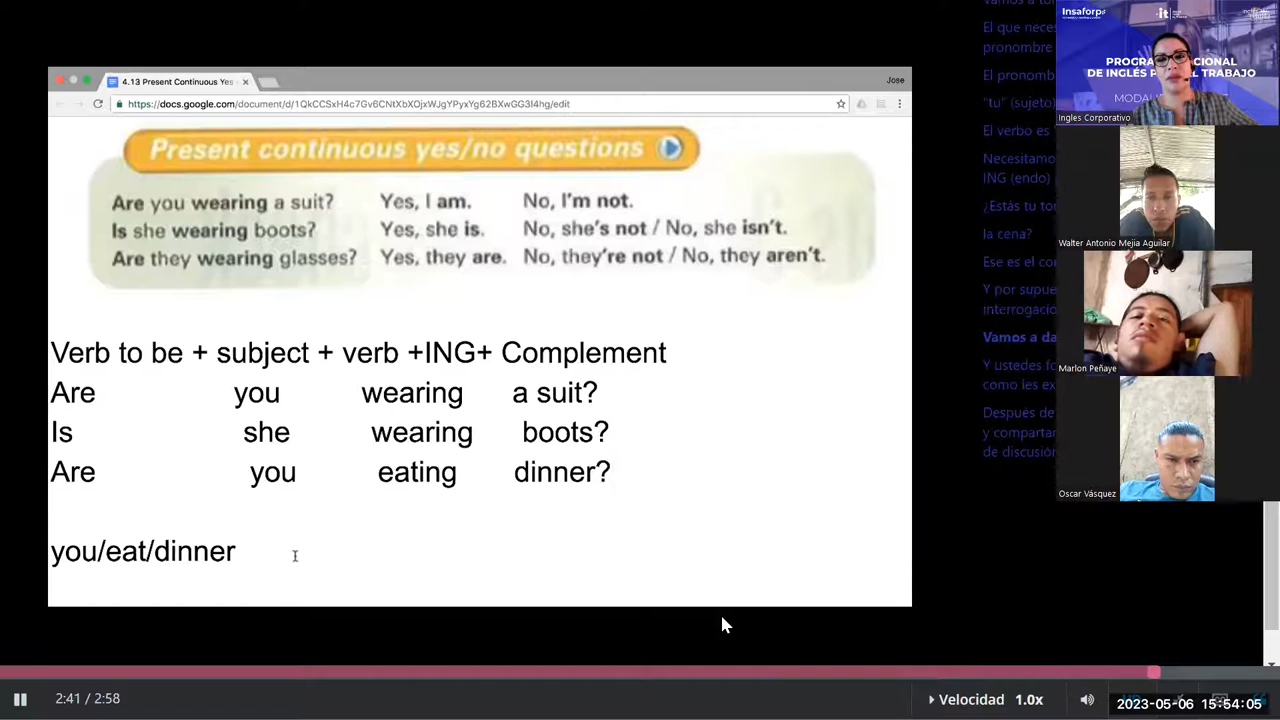 4.13 Present Continuous Yes
Jose
https://docs.google.com/document/d/1QkCCSxH4c7Gv6CNtXbXOjxWJgYPyxYg62BXwGG3I4hg/edit
Present continuous questions
Are you wearing a suit? Yes, I am. No, I'm not.
Is she wearing boots? Yes, she is. No, she's not / No, she isn't.
Are they wearing glasses? Yes, they are. No, they're not / No, they aren't.
Verb to be + subject + verb +ING+ Complement
Are you wearing a suit?
Is she wearing boots?
Are you eating dinner?
you/eat/dinner
El que neces
pronombre
El pronomb
"tu" (sujeto)
El verbo es
Necesitamo
ING (endo)
¿Estás tu to
la cena?
Ese es el co
Y por supue
interrogacio
Vamos a da
Y ustedes fo
como les ex
Después de
y compartan
de discusión
Insaforp
it
DE INGLÉS TRABAJO
Ingles Corporativo
Walter Antonio Mejia Aguilar
Marlon Peñaye
Oscar Vásquez
2:41 / 2:58
Velocidad 1.0x
2023-05-06 15:54:05